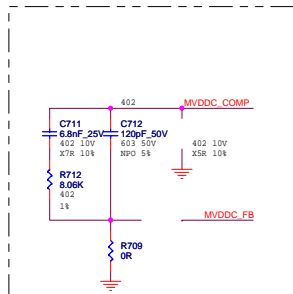 402
MVDDC_COMP
C711
6.8nF_25V
402 10V
X7R 10%
C712
120pF_50V
603 50V
NPO 5%
402 10V
X5R 10%
R712
8.06K
402
1%
MVDDC_FB
R709
0R